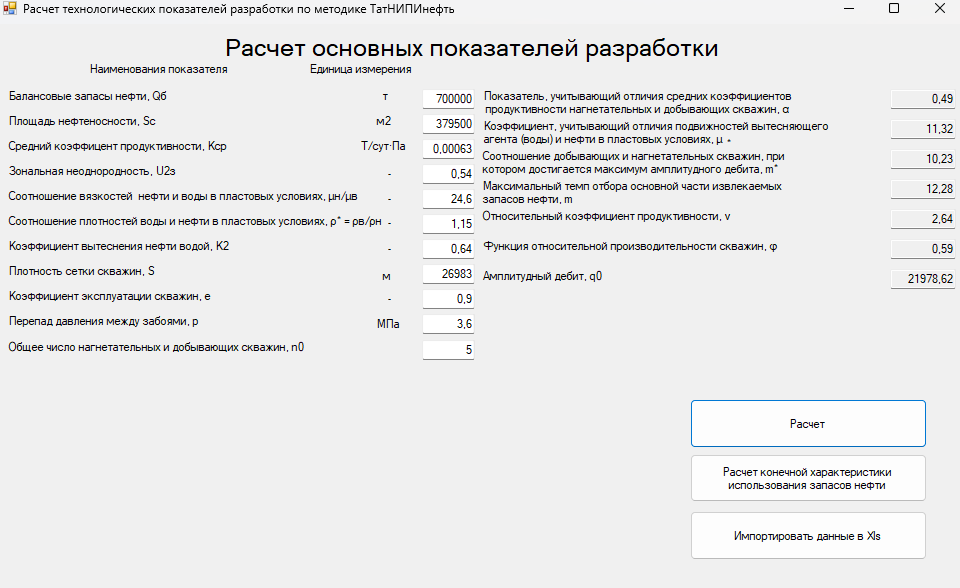 Расчет технологических показателей разработки по методике ТатНИПИнефть
Расчет основных показателей разработки
Наименования показателя
Единица измерения
Балансовые запасы нефти, Qб
т
700000
Площадь нефтеносности, Sс
м2
379500
Средний коэффицент продуктивности, Кср
Т/сут·Па
0,00063
Зональная неоднородность, U2з
-
0,54
Соотношение вязкостей нефти и воды в пластовых условиях, μн/μв
-
24,6
Соотношение плотностей воды и нефти в пластовых условиях, ρ* = ρв/ρн
-
1,15
Коэффициент вытеснения нефти водой, К2
-
0,64
Плотность сетки скважин, S
м
26983
Коэффициент эксплуатации скважин, е
-
0,9
Перепад давления между забоями, р
МПа
3,6
Общее число нагнетательных и добывающих скважин, n0
5
Показатель, учитывающий отличия средних коэффициентов
продуктивности нагнетательных и добывающих скважин, α
0,49
Коэффициент, учитывающий отличия подвижностей вытесняющего
агента (воды) и нефти в пластовых условиях, μ *
11,32
Соотношение добывающих и нагнетательных скважин, при
котором достигается максимум амплитудного дебита, m*
10,23
Максимальный темп отбора основной части извлекаемых
запасов нефти, m
12,28
Относительный коэффициент продуктивности, ν
2,64
Функция относительной производительности скважин, φ
0,59
Амплитудный дебит, q0
21978,62
Расчет
Расчет конечной характеристики
использования запасов нефти
Импортировать данные в Xls